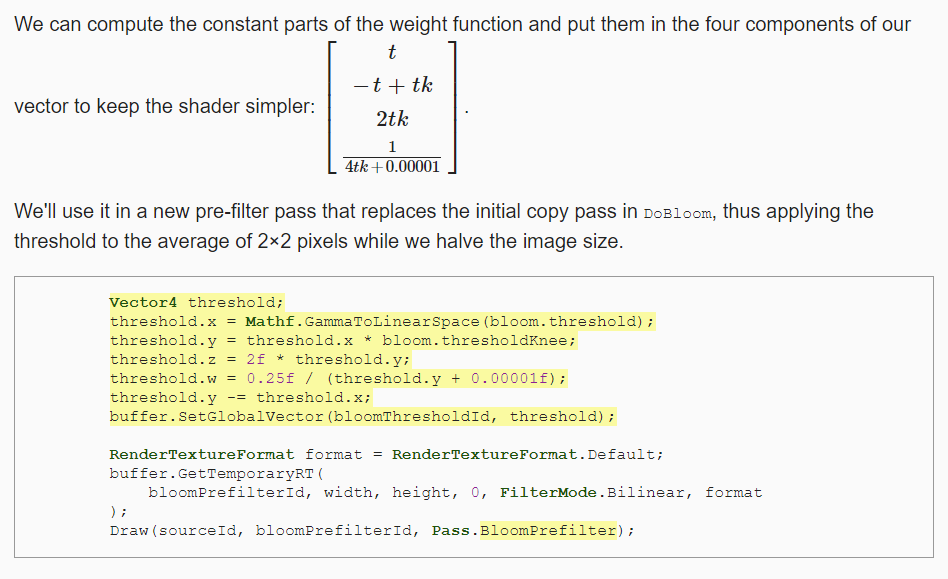 We can compute the constant parts of the weight function and put them in the four components of our
t
−t + tk
vector to keep the shader simpler:
2tk
.
1
4tk+0.00001
We'll use it in a new pre-filter pass that replaces the initial copy pass in DoBloom, thus applying the
threshold to the average of 2×2 pixels while we halve the image size.
Vector4 threshold;
threshold.x = Mathf.GammaToLinearSpace(bloom.threshold);
threshold.y = threshold.x * bloom.thresholdKnee;
threshold.z = 2f * threshold.y;
threshold.w = 0.25f / (threshold.y + 0.00001f);
threshold.y -= threshold.x;
buffer.SetGlobalVector(bloomThresholdId, threshold);
RenderTextureFormat format = RenderTextureFormat.Default;
buffer.GetTemporaryRT(
bloomPrefilterId, width, height, 0, FilterMode.Bilinear, format
);
Draw(sourceId, bloomPrefilterId, Pass.BloomPrefilter);